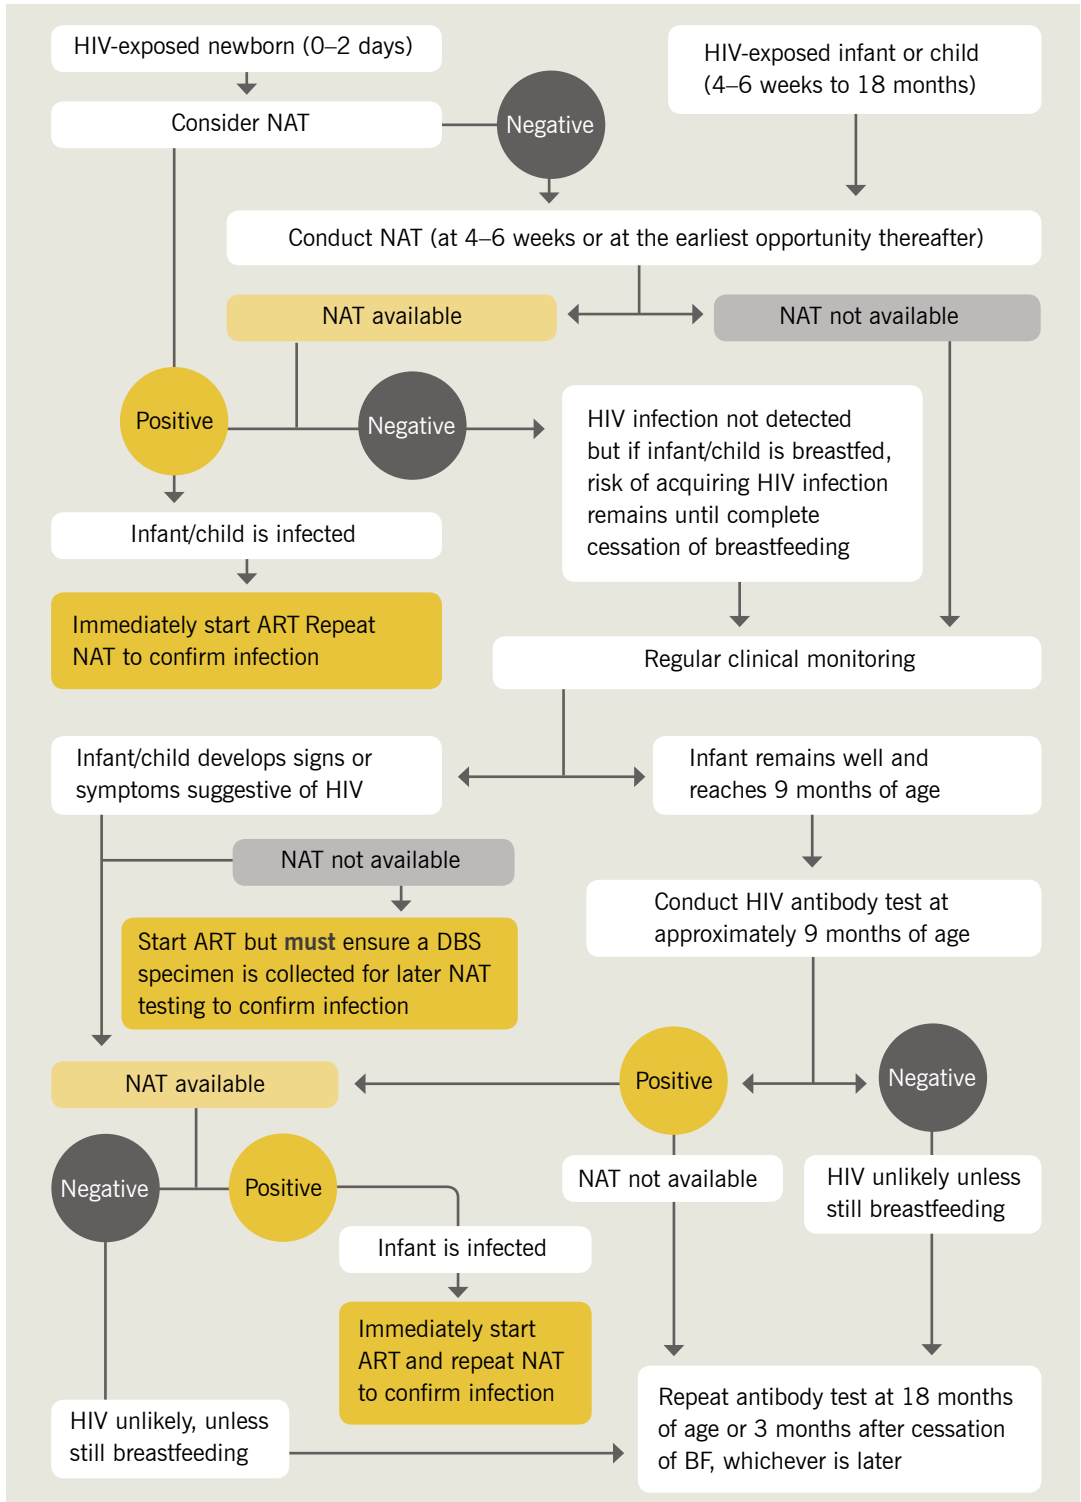 HIV-exposed newborn (0–2 days)
HIV-exposed infant or child
(4–6 weeks to 18 months)
Consider NAT
Negative
Conduct NAT (at 4–6 weeks or at the earliest opportunity thereafter)
NAT available
NAT not available
Positive
Negative
HIV infection not detected
but if infant/child is breastfed,
risk of acquiring HIV infection
remains until complete
cessation of breastfeeding
Infant/child is infected
Immediately start ART Repeat
NAT to confirm infection
Regular clinical monitoring
Infant/child develops signs or
symptoms suggestive of HIV
Infant remains well and
reaches 9 months of age
NAT not available
Start ART but must ensure a DBS
specimen is collected for later NAT
testing to confirm infection
Conduct HIV antibody test at
approximately 9 months of age
NAT available
Positive
Negative
Negative
Positive
NAT not available
HIV unlikely unless
still breastfeeding
Infant is infected
Immediately start
ART and repeat NAT
to confirm infection
HIV unlikely, unless
still breastfeeding
Repeat antibody test at 18 months
of age or 3 months after cessation
of BF, whichever is later